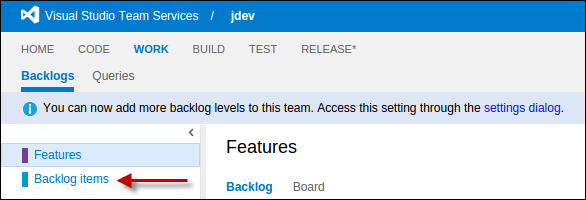 Visual Studio Team Services / jdev
HOME CODE WORK BUILD TEST RELEASE*
Backlogs Queries
You can now add more backlog levels to this team. Access this setting through the settings dialog.
Features
Features
Backlog items
Backlog Board